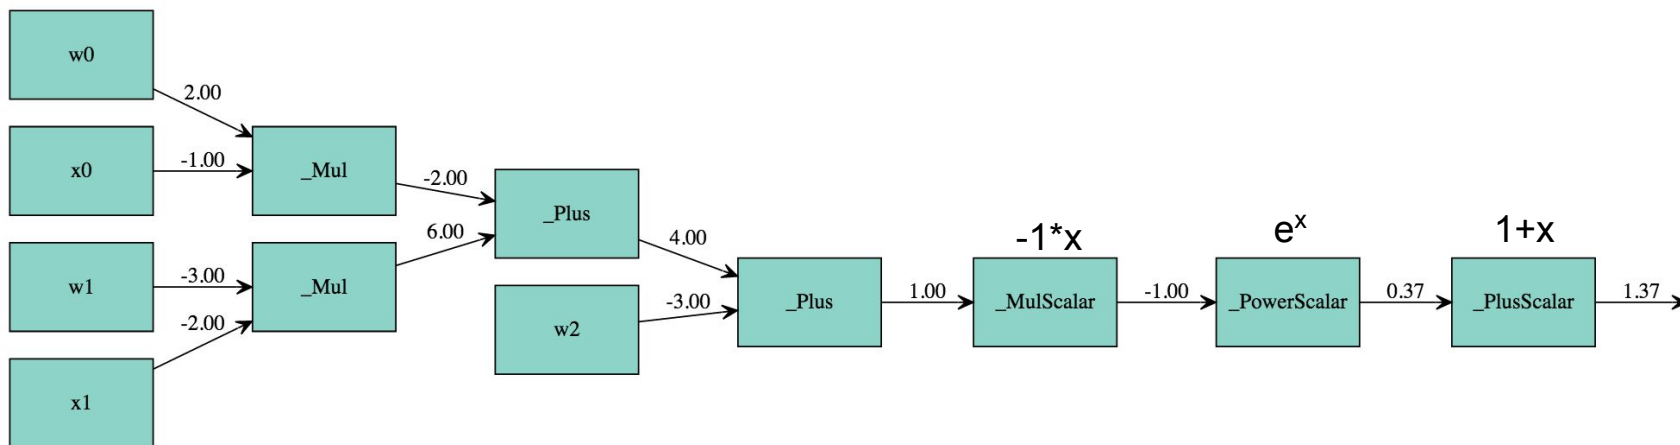 w0
2.00
x0
-1.00
_Mul
-2.00
w1
-3.00
_Mul
6.00
-2.00
x1
_Plus
4.00
w2
-3.00
_Plus
1.00
-1*x
_MulScalar
-1.00
eˣ
_PowerScalar
0.37
1+x
_PlusScalar
1.37